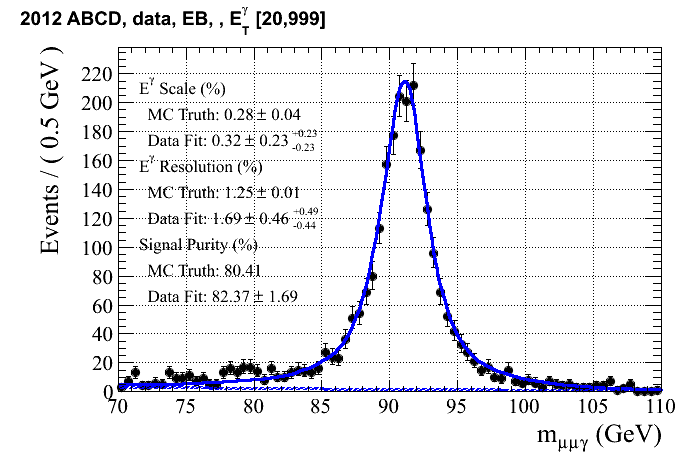 2012 ABCD, data, EB, , E_T^γ [20,999]
Events / ( 0.5 GeV )
220
200
180
160
140
120
100
80
60
40
20
0
E^γ Scale (%)
MC Truth: 0.28 ± 0.04
Data Fit: 0.32 ± 0.23 +0.23 -0.23
E^γ Resolution (%)
MC Truth: 1.25 ± 0.01
Data Fit: 1.69 ± 0.46 +0.49 -0.44
Signal Purity (%)
MC Truth: 80.41
Data Fit: 82.37 ± 1.69
70 75 80 85 90 95 100 105 110
m_μμγ (GeV)